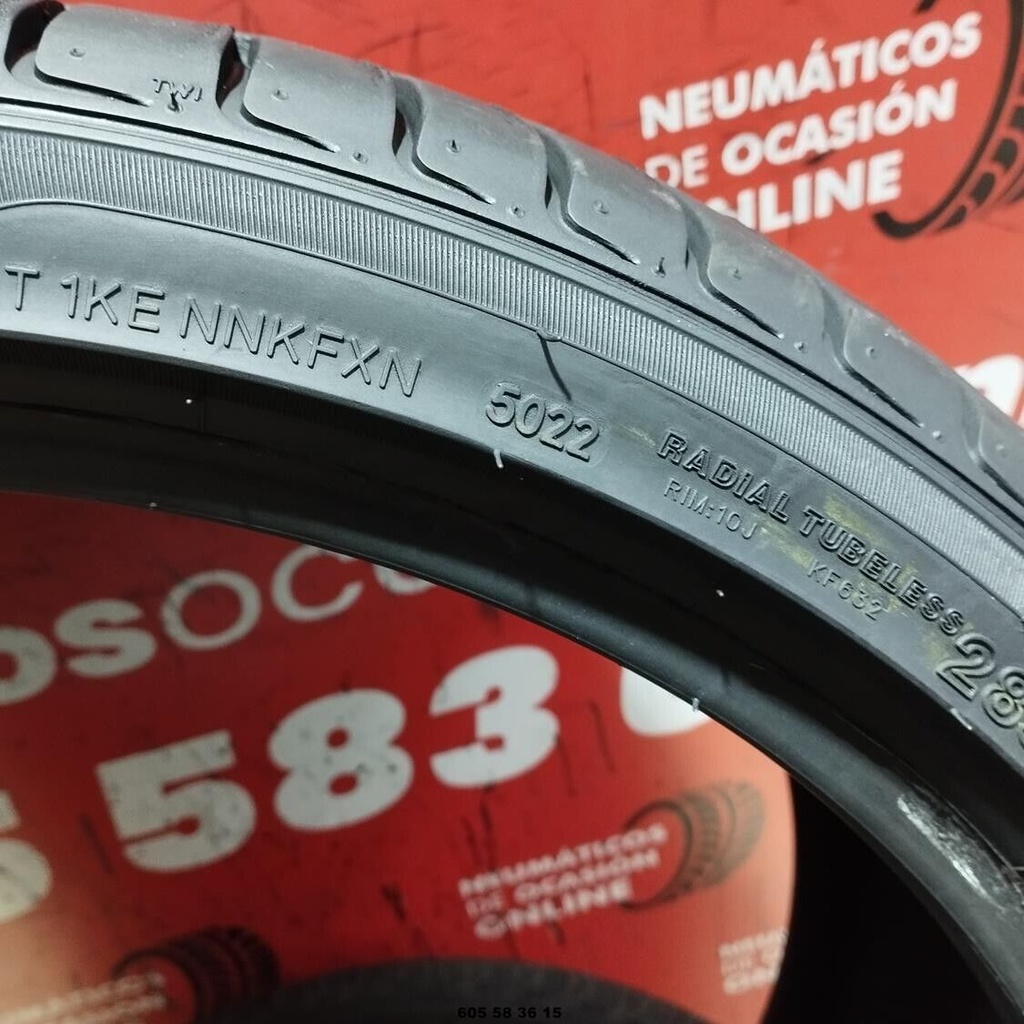 TWI
NEUMÁTICOS
DE OCASIÓN
ONLINE
T 1KE NNKFXN
5022
RADIAL TUBELESS
RIM:10J
KF632
28
583
NEUMÁTICOS
DE OCASIÓN
ONLINE
605 58 36 15